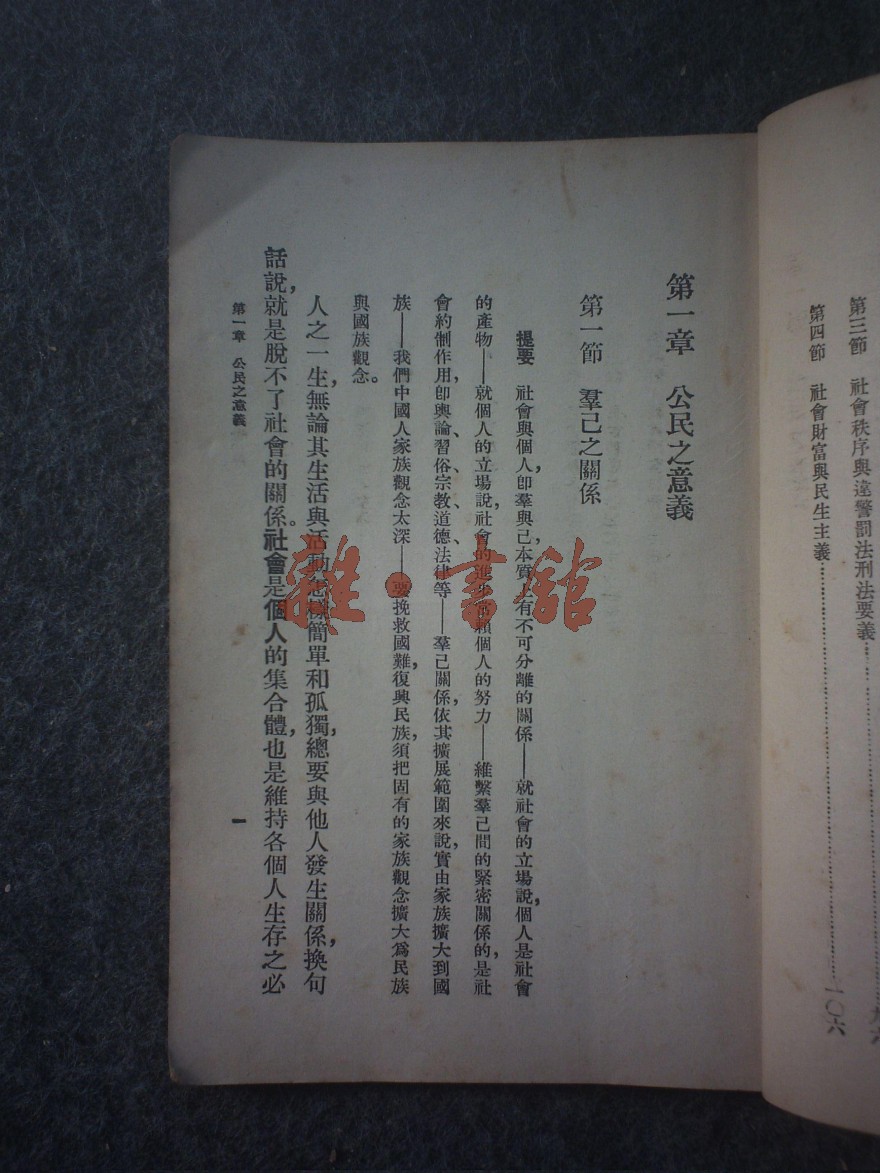 第三節　社會秩序與違警罰法刑法要義……九六
第四節　社會財富與民生主義……一〇六
第一章　公民之意義
第一節　羣己之關係
提要　社會與個人，卽羣與己本質上有不可分離的關係——就社會的立場說，個人是社會
的產物——就個人的立場說，社會的進步有賴個人的努力——維繫羣己間的緊密關係的，是社
會約制作用，卽輿論、習俗、宗教、道德、法律等——羣己關係，依其擴展範圍來說，實由家族擴大到國
族——我們中國人家族觀念太深——要挽救國難，復興民族，須把固有的家族觀念擴大爲民族
與國族觀念。
人之一生，無論其生活與活動怎樣簡單和孤獨，總要與他人發生關係，換句
話說，就是脫不了社會的關係。社會是個人的集合體，也是維持各個人生存之必
第一章　公民之意義
一
雜·書館